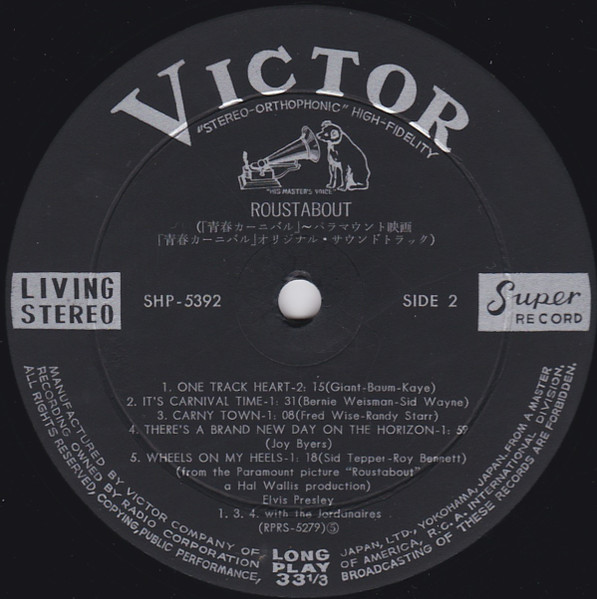 VICTOR
"STEREO-ORTHOPHONIC" HIGH-FIDELITY
"HIS MASTER'S VOICE"
ROUSTABOUT
(「青春カーニバル」~パラマウント映画
「青春カーニバル」オリジナル・サウンドトラック)
LIVING STEREO
SHP-5392
SIDE 2
Super RECORD
1. ONE TRACK HEART-2: 15(Giant-Baum-Kaye)
2. IT'S CARNIVAL TIME-1: 31(Bernie Weisman-Sid Wayne)
3. CARNY TOWN-1: 08(Fred Wise-Randy Starr)
4. THERE'S A BRAND NEW DAY ON THE HORIZON-1: 59
(Joy Byers)
5. WHEELS ON MY HEELS-1: 18(Sid Tepper-Roy Bennett)
(from the Paramount picture "Roustabout"
a Hal Wallis production)
Elvis Presley
1. 3. 4. with the Jordanaires
(RPRS-5279)⑤
LONG PLAY 33 1/3
MANUFACTURED BY VICTOR COMPANY OF JAPAN, LTD., YOKOHAMA, JAPAN. FROM A MASTER
RECORDING OWNED BY RADIO CORPORATION OF AMERICA, R.C.A. INTERNATIONAL DIVISION.
ALL RIGHTS RESERVED, COPYING, PUBLIC PERFORMANCE, BROADCASTING OF THESE RECORDS ARE FORBIDDEN.